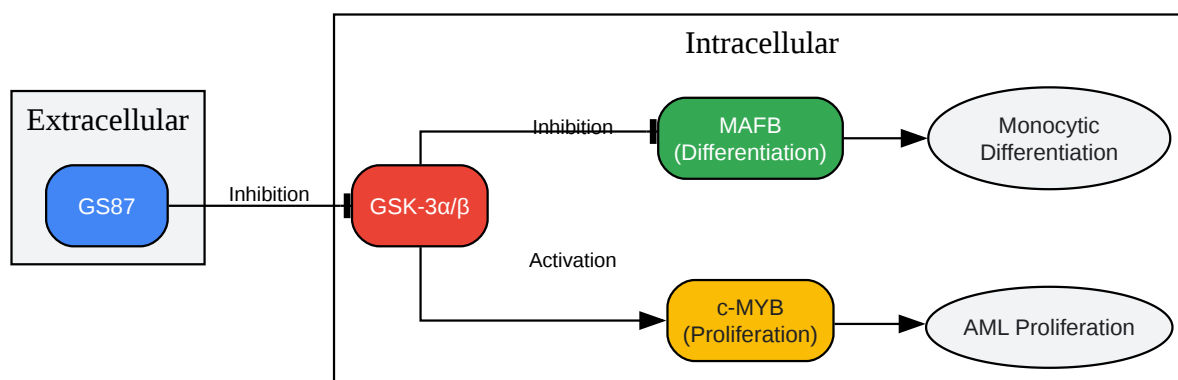 Intracellular
Extracellular
GS87
Inhibition
GSK-3α/β
Inhibition
MAFB
(Differentiation)
Monocytic
Differentiation
Activation
c-MYB
(Proliferation)
AML Proliferation